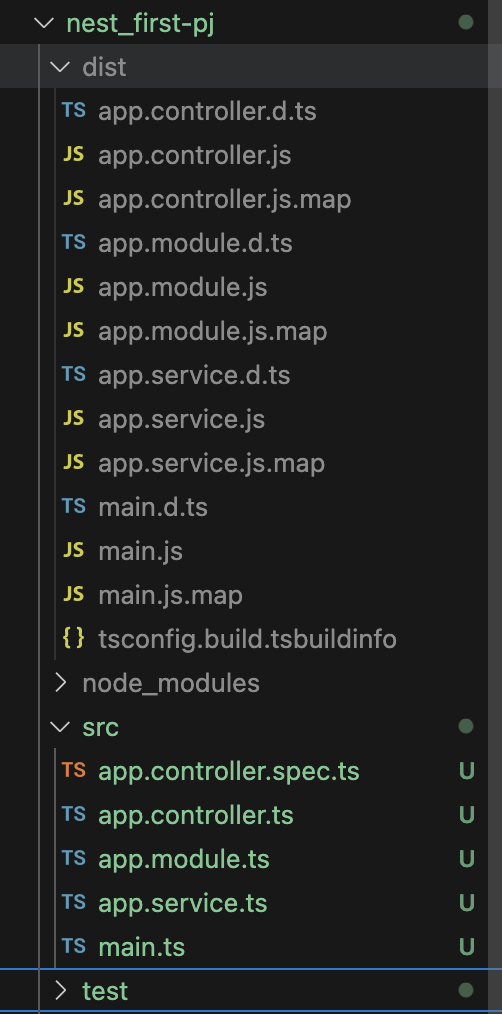 nest_first-pj
dist
TS app.controller.d.ts
JS app.controller.js
JS app.controller.js.map
TS app.module.d.ts
JS app.module.js
JS app.module.js.map
TS app.service.d.ts
JS app.service.js
JS app.service.js.map
TS main.d.ts
JS main.js
JS main.js.map
{} tsconfig.build.tsbuildinfo
node_modules
src
TS app.controller.spec.ts U
TS app.controller.ts U
TS app.module.ts U
TS app.service.ts U
TS main.ts U
test